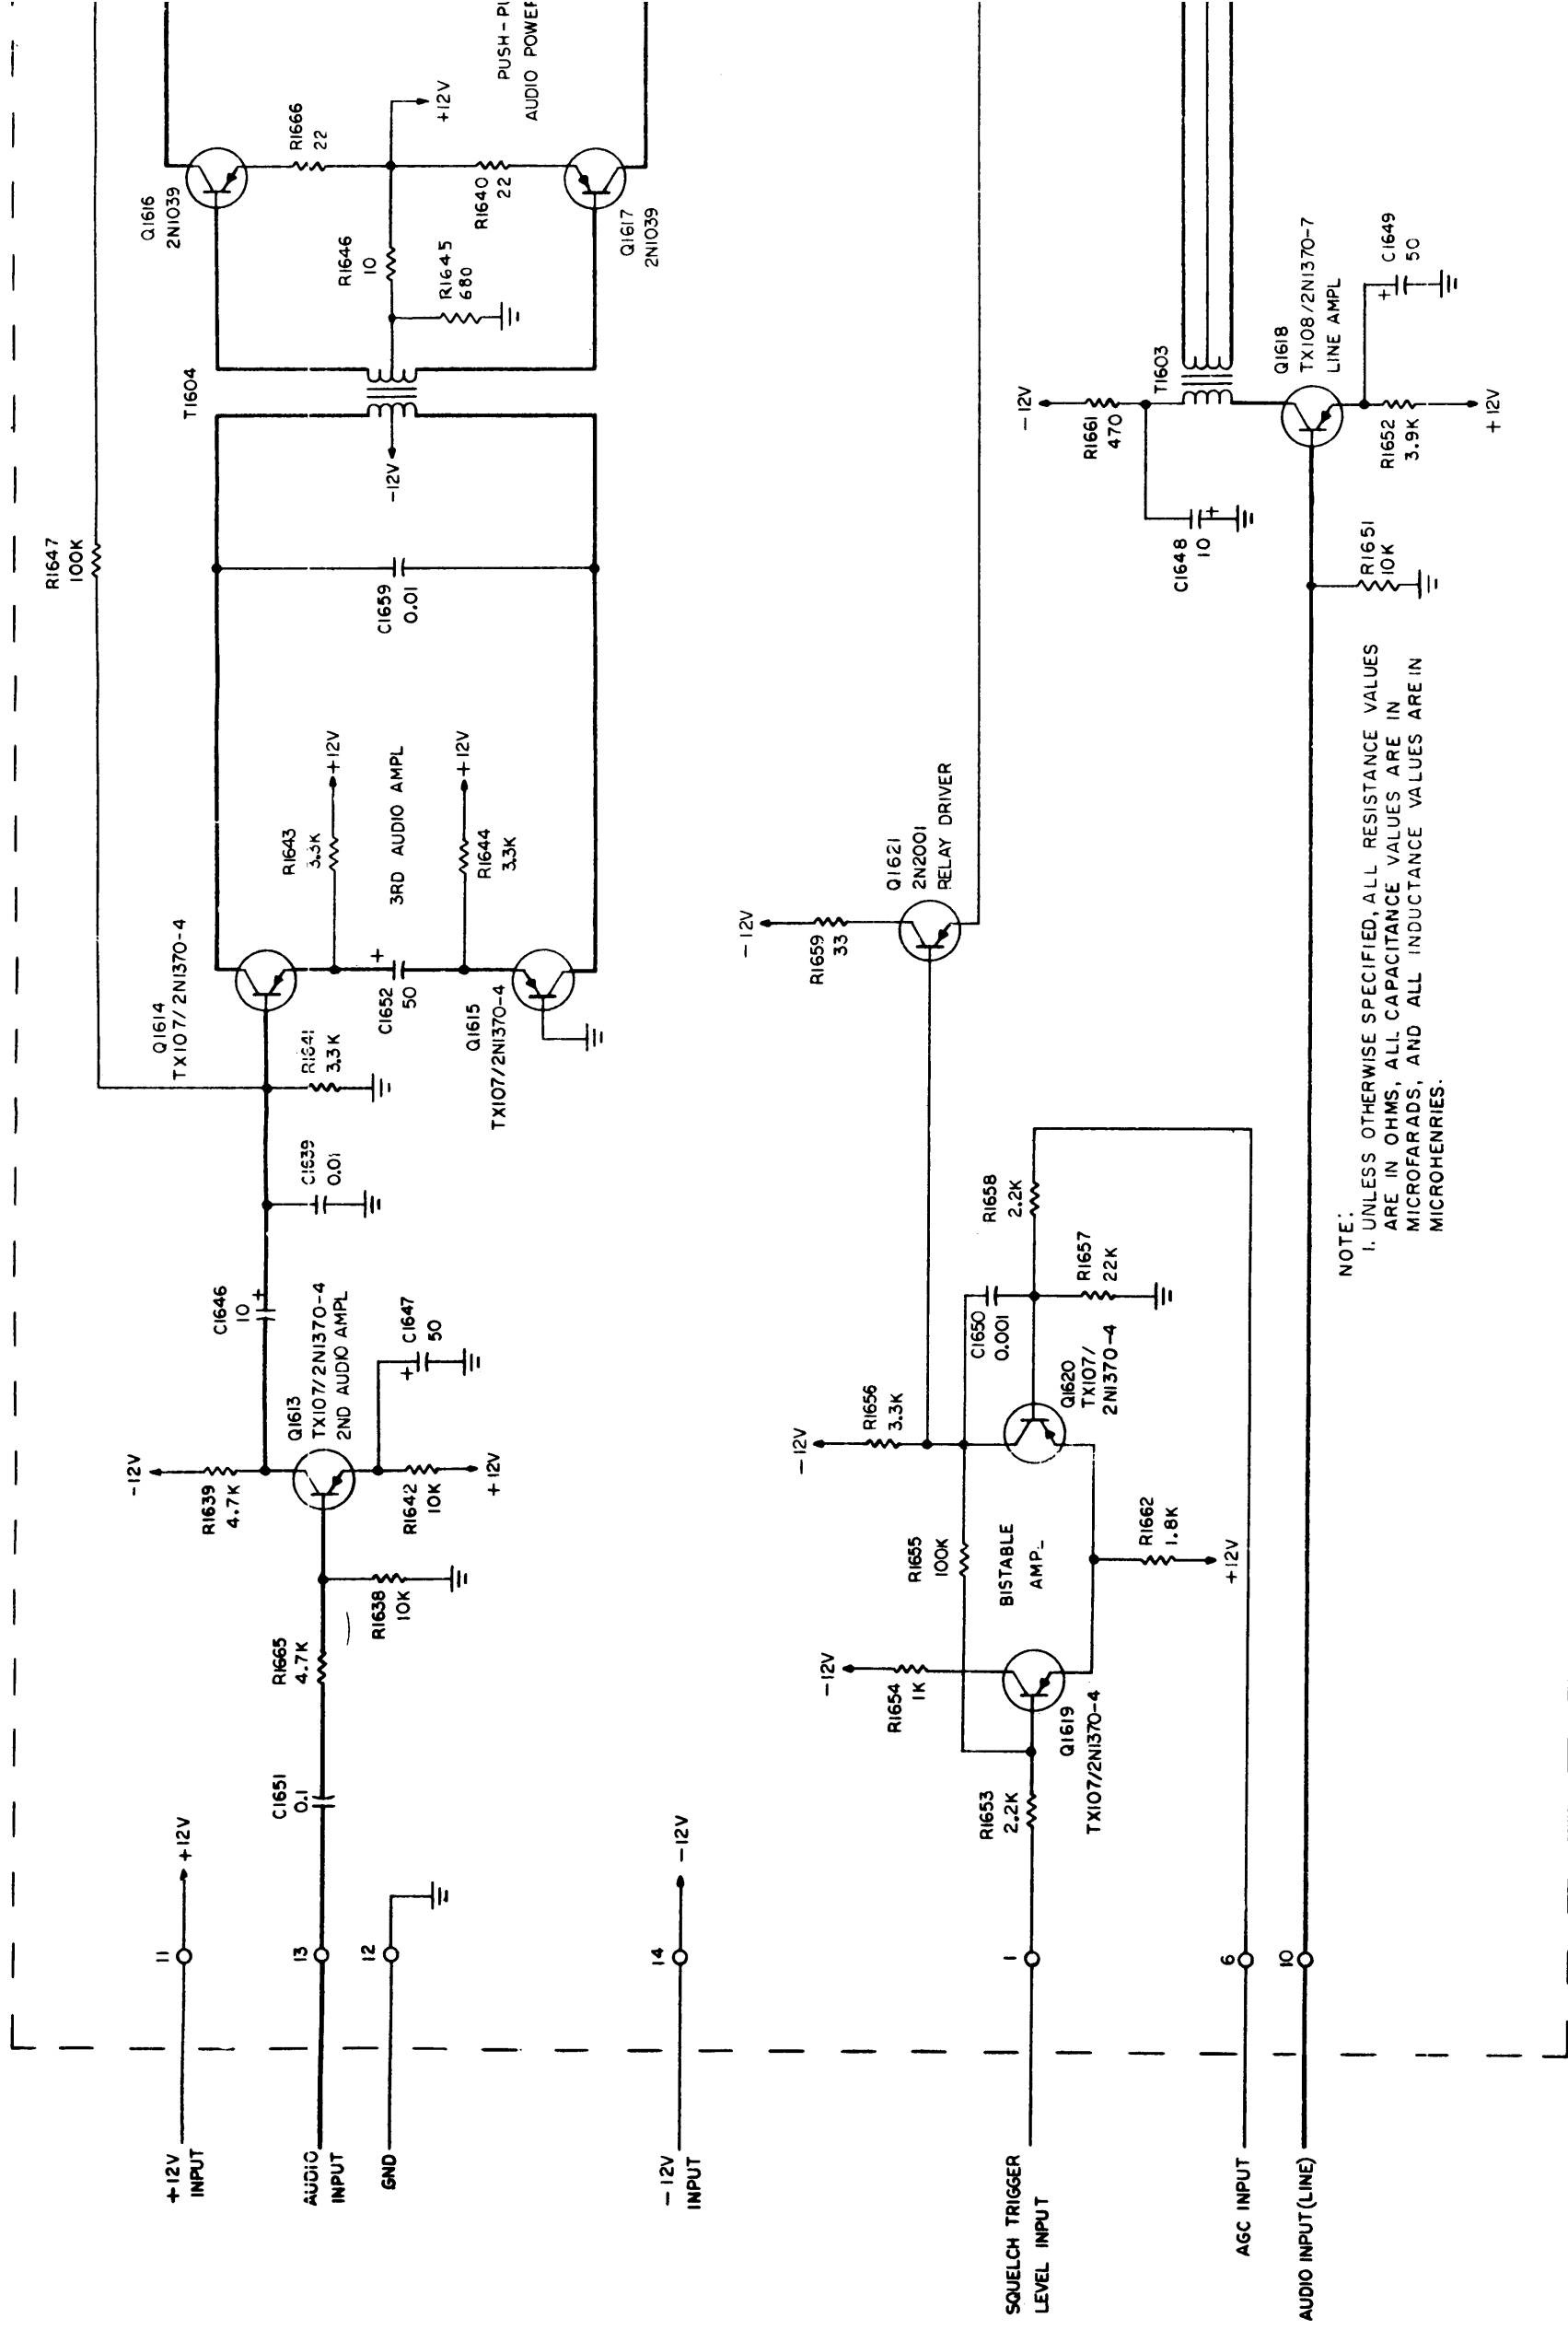 +12V
INPUT
11
+12V
AUDIO
INPUT
13
GND
12
C1651
0.1
R1665
4.7K
R1638
10K
-12V
R1639
4.7K
Q1613
TX107/2N1370-4
2ND AUDIO AMPL
R1642
10K
+12V
C1647
50
+
C1646
10
+
C1639
0.01
R1641
3.3K
Q1614
TX107/2N1370-4
R1647
100K
R1643
3.3K
+12V
3RD AUDIO AMPL
C1652
50
+
R1644
3.3K
+12V
Q1615
TX107/2N1370-4
C1659
0.01
T1604
-12V
R1646
10
R1645
680
Q1616
2N1039
R1666
22
+12V
R1640
22
Q1617
2N1039
PUSH-PU
AUDIO POWER
-12V
INPUT
14
-12V
SQUELCH TRIGGER
LEVEL INPUT
1
R1653
2.2K
-12V
R1654
1K
Q1619
TX107/2N1370-4
R1655
100K
BISTABLE
AMPL
R1662
1.8K
+12V
-12V
R1656
3.3K
Q1620
TX107/
2N1370-4
C1650
0.001
R1657
22K
R1658
2.2K
-12V
R1659
33
Q1621
2N2001
RELAY DRIVER
AGC INPUT
6
AUDIO INPUT(LINE)
10
R1651
10K
C1648
10
+
-12V
R1661
470
T1603
Q1618
TX108/2N1370-7
LINE AMPL
R1652
3.9K
+12V
C1649
50
+
NOTE:
1. UNLESS OTHERWISE SPECIFIED, ALL RESISTANCE VALUES
ARE IN OHMS, ALL CAPACITANCE VALUES ARE IN
MICROFARADS, AND ALL INDUCTANCE VALUES ARE IN
MICROHENRIES.